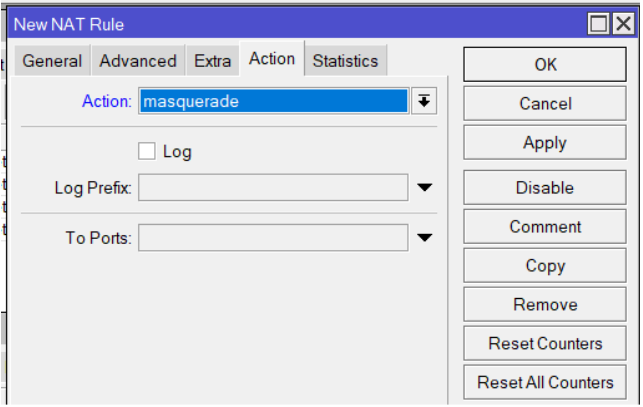 New NAT Rule
General Advanced Extra Action Statistics
Action: masquerade
Log
Log Prefix:
To Ports:
OK
Cancel
Apply
Disable
Comment
Copy
Remove
Reset Counters
Reset All Counters